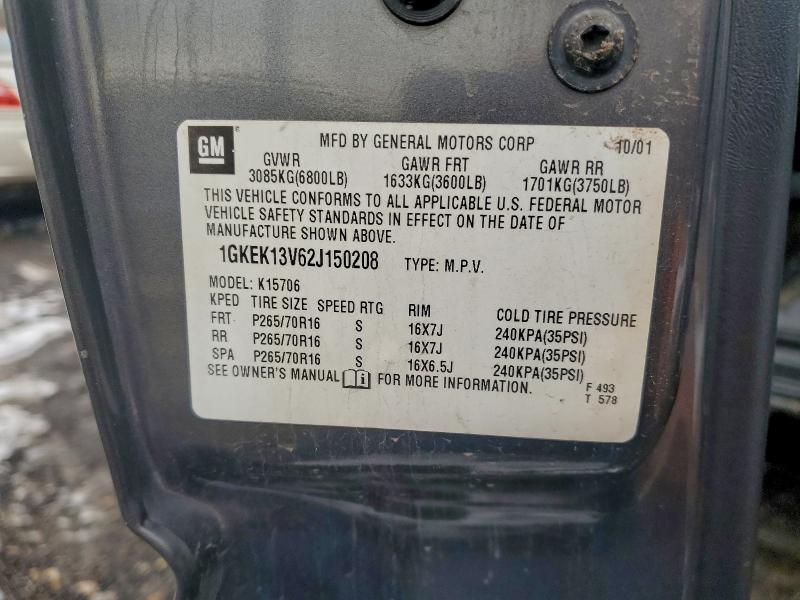 GM MFD BY GENERAL MOTORS CORP 10/01
GVWR GAWR FRT GAWR RR
3085KG(6800LB) 1633KG(3600LB) 1701KG(3750LB)
THIS VEHICLE CONFORMS TO ALL APPLICABLE U.S. FEDERAL MOTOR
VEHICLE SAFETY STANDARDS IN EFFECT ON THE DATE OF
MANUFACTURE SHOWN ABOVE.
1GKEK13V62J150208 TYPE: M.P.V.
MODEL: K15706
KPED TIRE SIZE SPEED RTG RIM COLD TIRE PRESSURE
FRT P265/70R16 S 16X7J 240KPA(35PSI)
RR P265/70R16 S 16X7J 240KPA(35PSI)
SPA P265/70R16 S 16X6.5J 240KPA(35PSI)
SEE OWNER'S MANUAL FOR MORE INFORMATION.
F 493
T 578